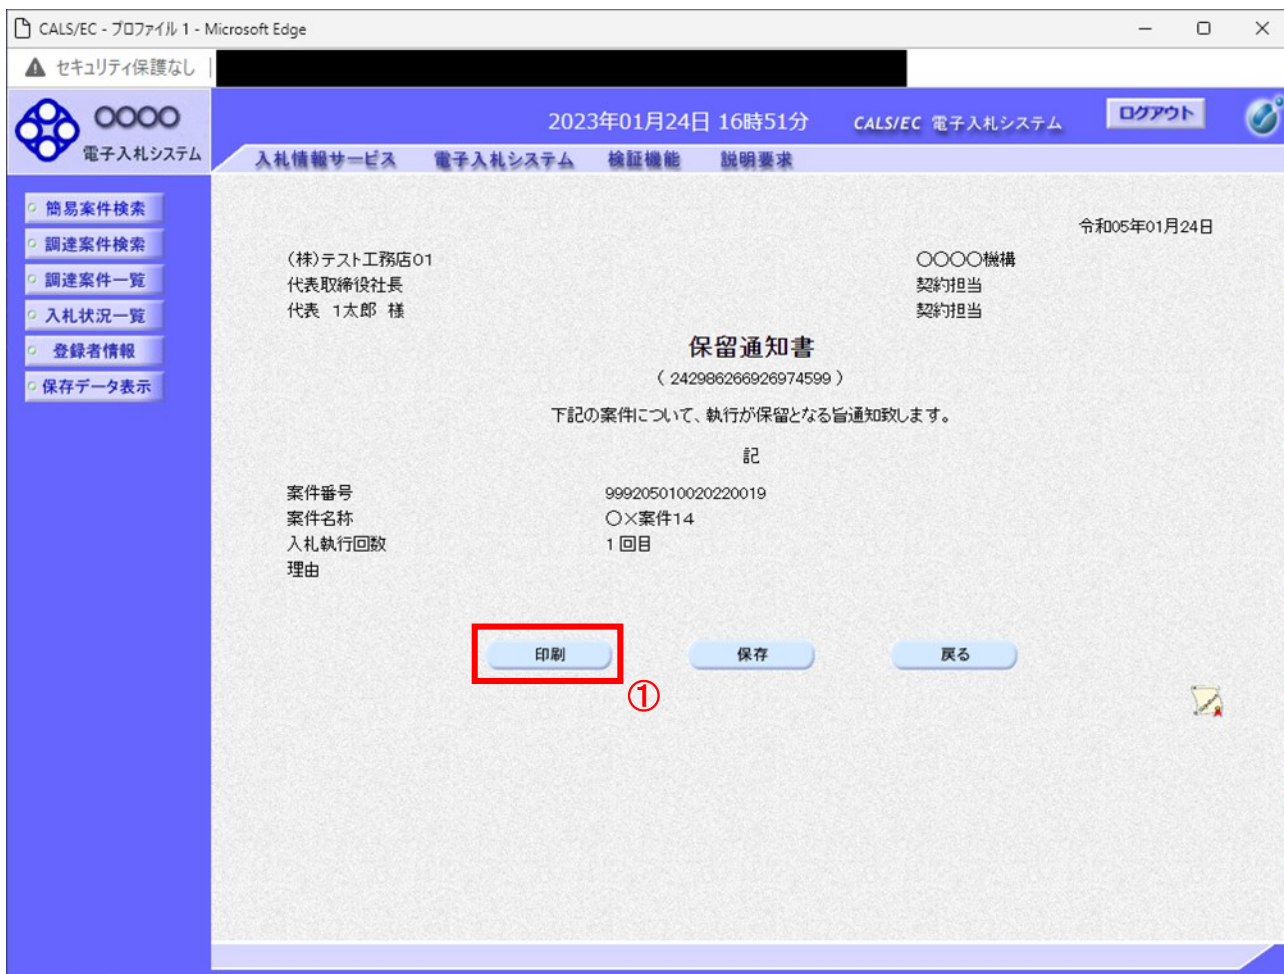 CALS/EC - プロファイル 1 - Microsoft Edge
セキュリティ保護なし
〇〇〇〇
電子入札システム
2023年01月24日 16時51分
CALS/EC 電子入札システム
ログアウト
入札情報サービス 電子入札システム 検証機能 説明要求
簡易案件検索
調達案件検索
調達案件一覧
入札状況一覧
登録者情報
保存データ表示
令和05年01月24日
(株)テスト工務店01
代表取締役社長
代表 1太郎 様
〇〇〇〇機構
契約担当
契約担当
保留通知書
( 242986266926974599 )
下記の案件について、執行が保留となる旨通知致します。
記
案件番号 999205010020220019
案件名称 〇×案件14
入札執行回数 1 回目
理由
印刷 保存 戻る
①